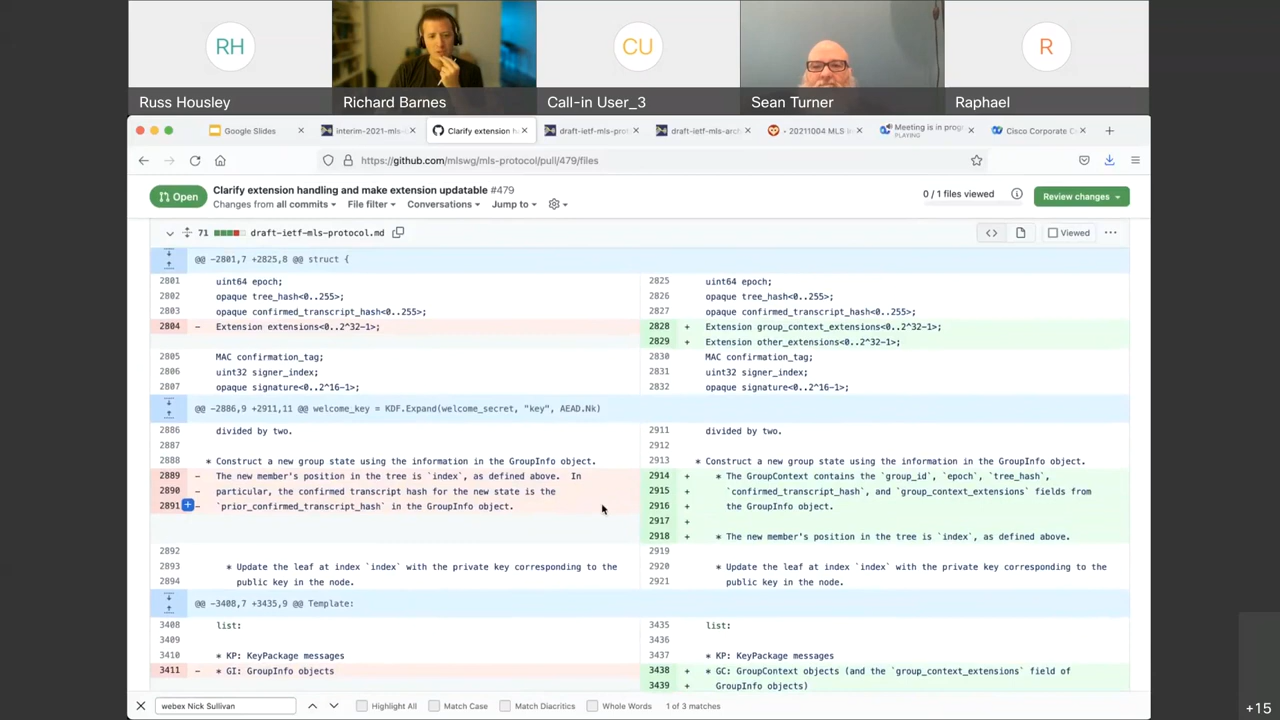 RH
CU
R
Russ Housley
Richard Barnes
Call-in User_3
Sean Turner
Raphael
Google Slides
interim-2021-mls-
Clarify extension h
draft-ietf-mls-prot
draft-ietf-mls-arch
20211004 MLS in
Meeting is in prog
PLAYING
Cisco Corporate C
https://github.com/mlswg/mls-protocol/pull/479/files
Open
Clarify extension handling and make extension updatable #479
Changes from all commits
File filter
Conversations
Jump to
0 / 1 files viewed
Review changes
71
draft-ietf-mls-protocol.md
Viewed
@@ -2801,7 +2825,8 @@ struct {
2801 uint64 epoch; 2825 uint64 epoch;
2802 opaque tree_hash<0..255>; 2826 opaque tree_hash<0..255>;
2803 opaque confirmed_transcript_hash<0..255>; 2827 opaque confirmed_transcript_hash<0..255>;
2804 - Extension extensions<0..2^32-1>; 2828 + Extension group_context_extensions<0..2^32-1>;
2829 + Extension other_extensions<0..2^32-1>;
2805 MAC confirmation_tag; 2830 MAC confirmation_tag;
2806 uint32 signer_index; 2831 uint32 signer_index;
2807 opaque signature<0..2^16-1>; 2832 opaque signature<0..2^16-1>;
@@ -2886,9 +2911,11 @@ welcome_key = KDF.Expand(welcome_secret, "key", AEAD.Nk)
2886 divided by two. 2911 divided by two.
2887 2912
2888 * Construct a new group state using the information in the GroupInfo object. 2913 * Construct a new group state using the information in the GroupInfo object.
2889 - The new member's position in the tree is `index`, as defined above. In 2914 + * The GroupContext contains the `group_id`, `epoch`, `tree_hash`,
2890 - particular, the confirmed transcript hash for the new state is the 2915 + `confirmed_transcript_hash`, and `group_context_extensions` fields from
2891 - `prior_confirmed_transcript_hash` in the GroupInfo object. 2916 + the GroupInfo object.
2917 +
2918 + * The new member's position in the tree is `index`, as defined above.
2892 2919
2893 * Update the leaf at index `index` with the private key corresponding to the 2920 * Update the leaf at index `index` with the private key corresponding to the
2894 public key in the node. 2921 public key in the node.
@@ -3408,7 +3435,9 @@ Template:
3408 list: 3435 list:
3409 3436
3410 * KP: KeyPackage messages 3437 * KP: KeyPackage messages
3411 - * GI: GroupInfo objects 3438 + * GC: GroupContext objects (and the `group_context_extensions` field of
3439 + GroupInfo objects)
webex Nick Sullivan
Highlight All
Match Case
Match Diacritics
Whole Words
1 of 3 matches
+15